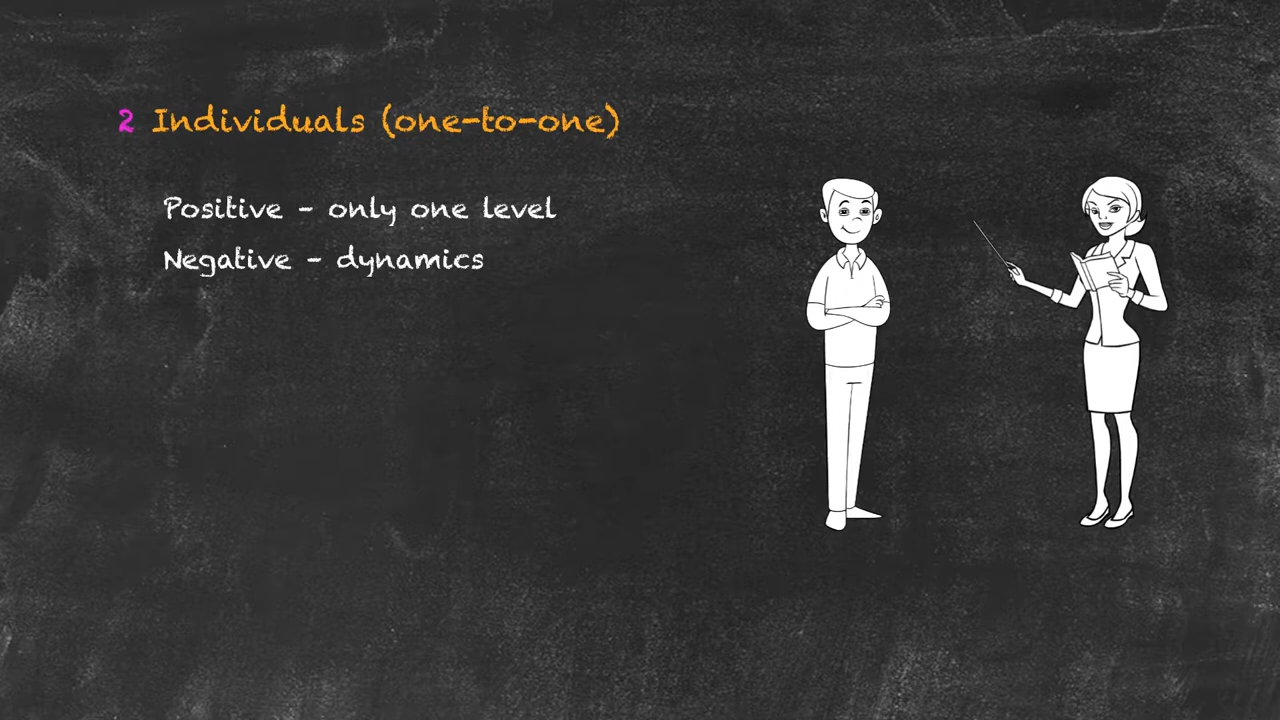 2 Individuals (one-to-one)
Positive - only one level
Negative - dynamics